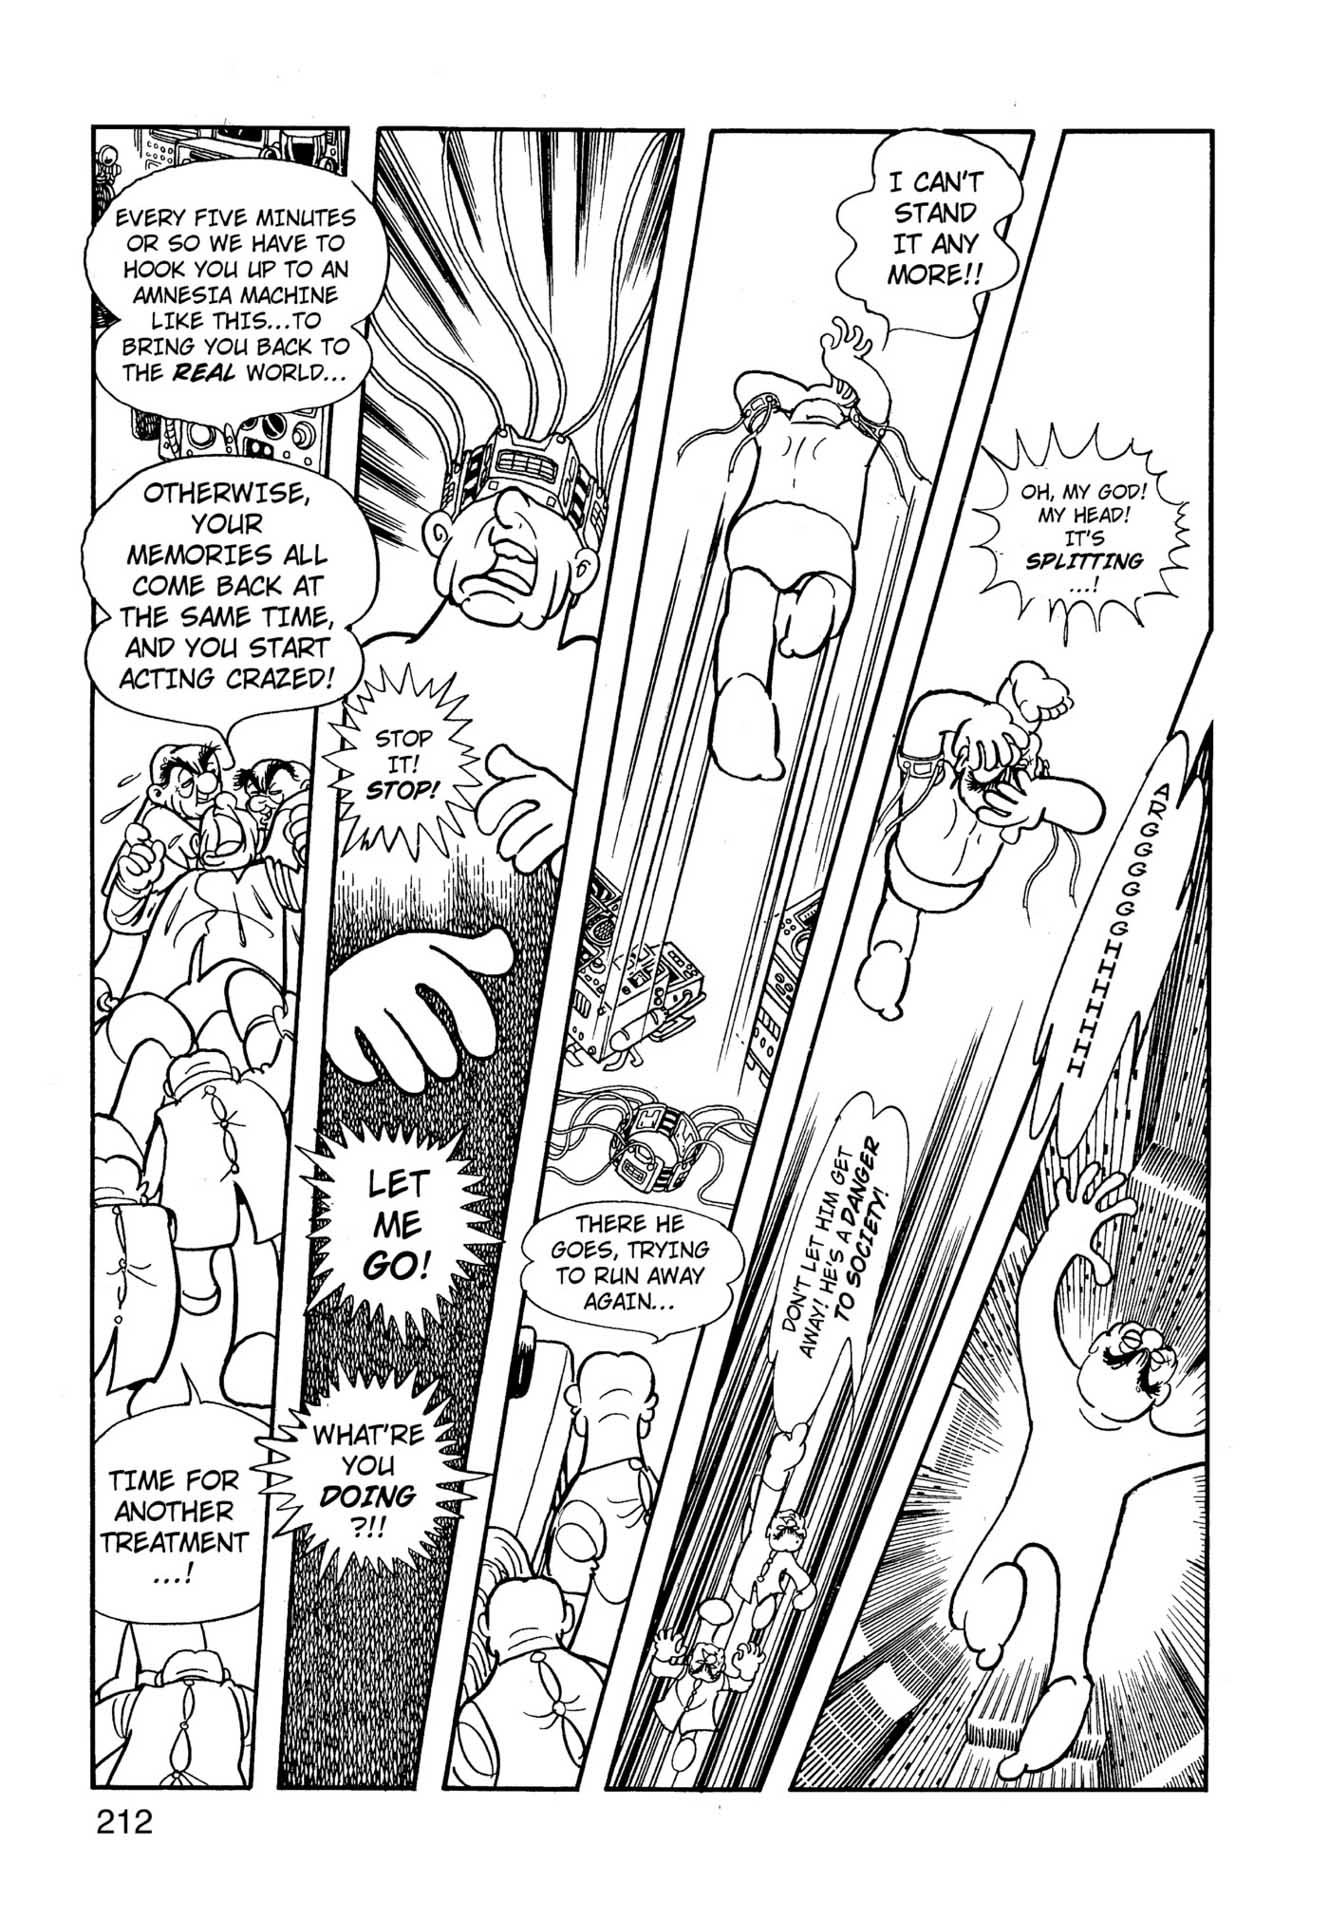 EVERY FIVE MINUTES
OR SO WE HAVE TO
HOOK YOU UP TO AN
AMNESIA MACHINE
LIKE THIS...TO
BRING YOU BACK TO
THE REAL WORLD...
OTHERWISE,
YOUR
MEMORIES ALL
COME BACK AT
THE SAME TIME,
AND YOU START
ACTING CRAZED!
TIME FOR
ANOTHER
TREATMENT
...!
STOP
IT!
STOP!
LET
ME
GO!
WHAT'RE
YOU
DOING
?!!
I CAN'T
STAND
IT ANY
MORE!!
THERE HE
GOES, TRYING
TO RUN AWAY
AGAIN...
OH, MY GOD!
MY HEAD!
IT'S
SPLITTING
...!
DON'T LET HIM GET
AWAY! HE'S A DANGER
TO SOCIETY!
ARGGGGGGHHHHHHH
212